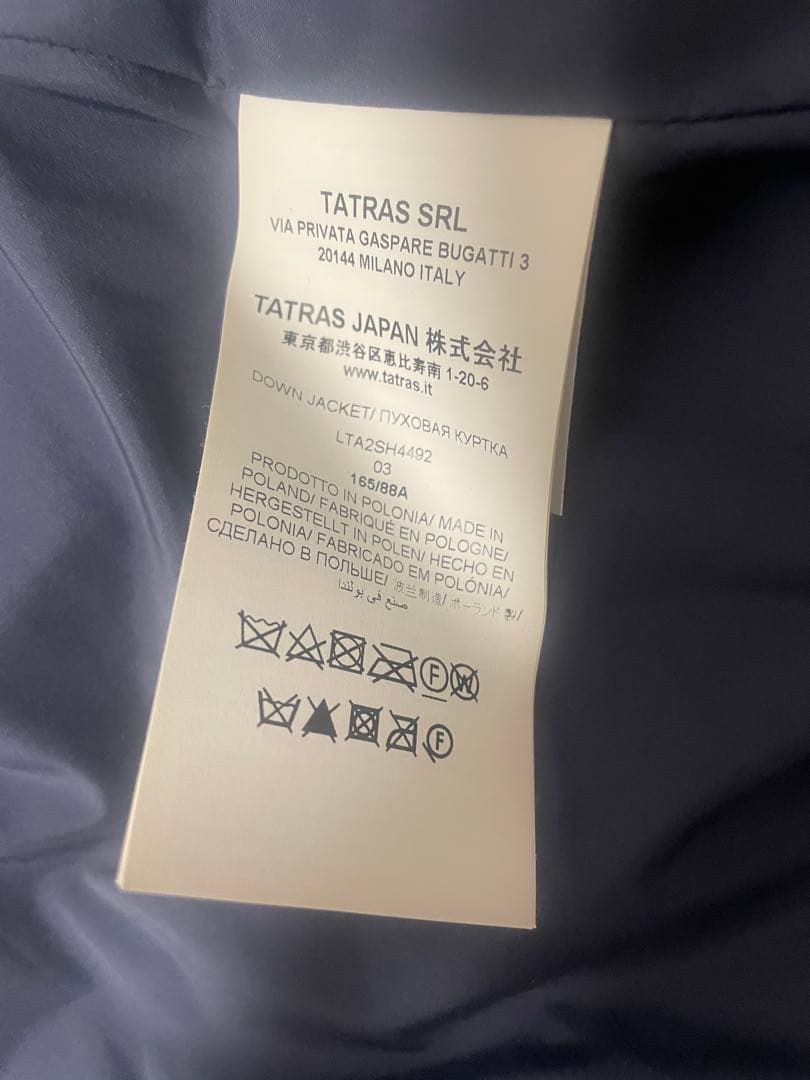 TATRAS SRL
VIA PRIVATA GASPARE BUGATTI 3
20144 MILANO ITALY
TATRAS JAPAN 株式会社
東京都渋谷区恵比寿南 1-20-6
www.tatras.it
DOWN JACKET/ ПУХОВАЯ КУРТКА
LTA2SH4492
03
165/88A
PRODOTTO IN POLONIA/ MADE IN
POLAND/ FABRIQUÉ EN POLOGNE/
HERGESTELLT IN POLEN/ HECHO EN
POLONIA/ FABRICADO EM POLÓNIA/
СДЕЛАНО В ПОЛЬШЕ/ 波兰制造/ ポーランド製/
صنع في بولندا
F W
F